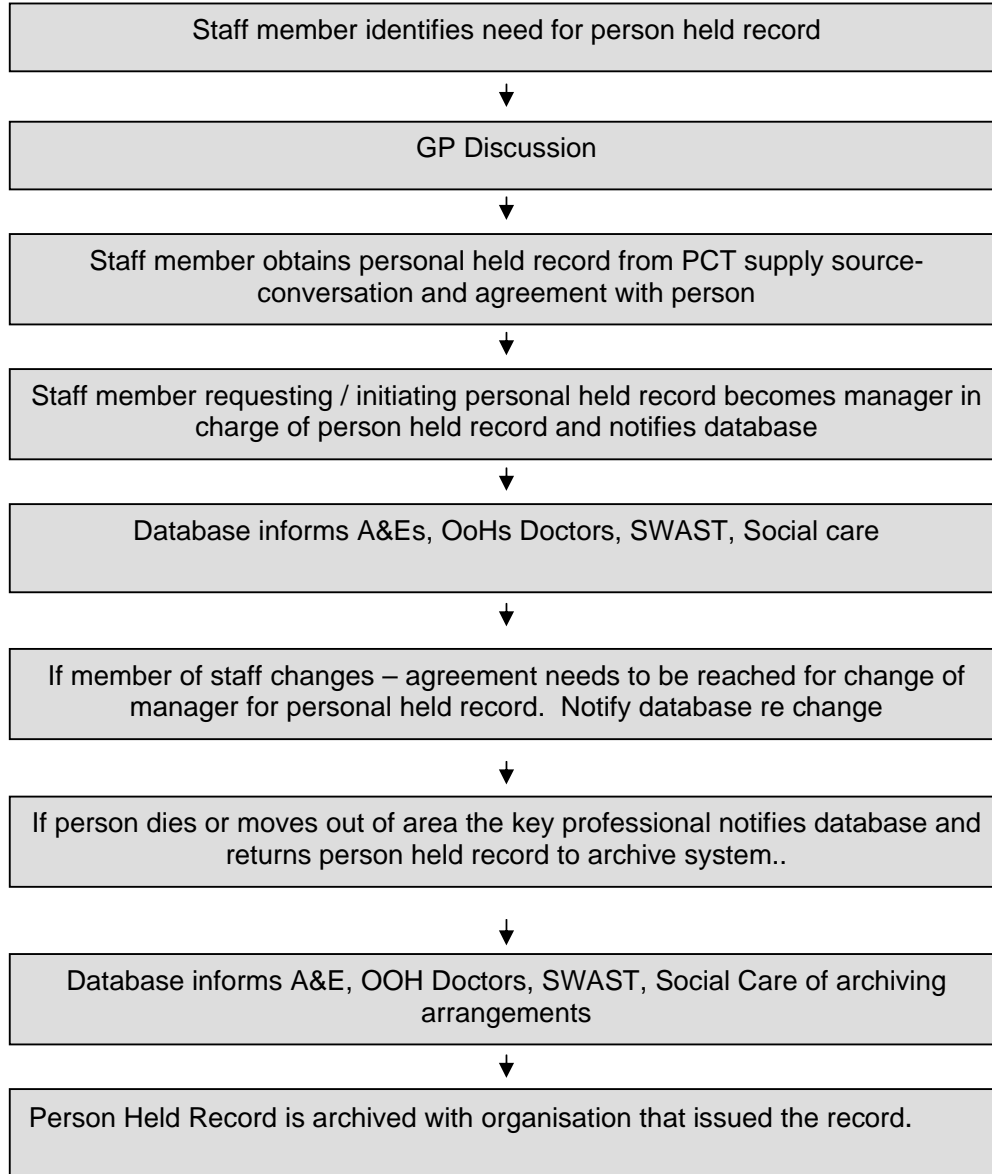 Staff member identifies need for person held record
GP Discussion
Staff member obtains personal held record from PCT supply source-
conversation and agreement with person
Staff member requesting / initiating personal held record becomes manager in
charge of person held record and notifies database
Database informs A&Es, OoHs Doctors, SWAST, Social care
If member of staff changes – agreement needs to be reached for change of
manager for personal held record.  Notify database re change
If person dies or moves out of area the key professional notifies database and
returns person held record to archive system..
Database informs A&E, OOH Doctors, SWAST, Social Care of archiving
arrangements
Person Held Record is archived with organisation that issued the record.